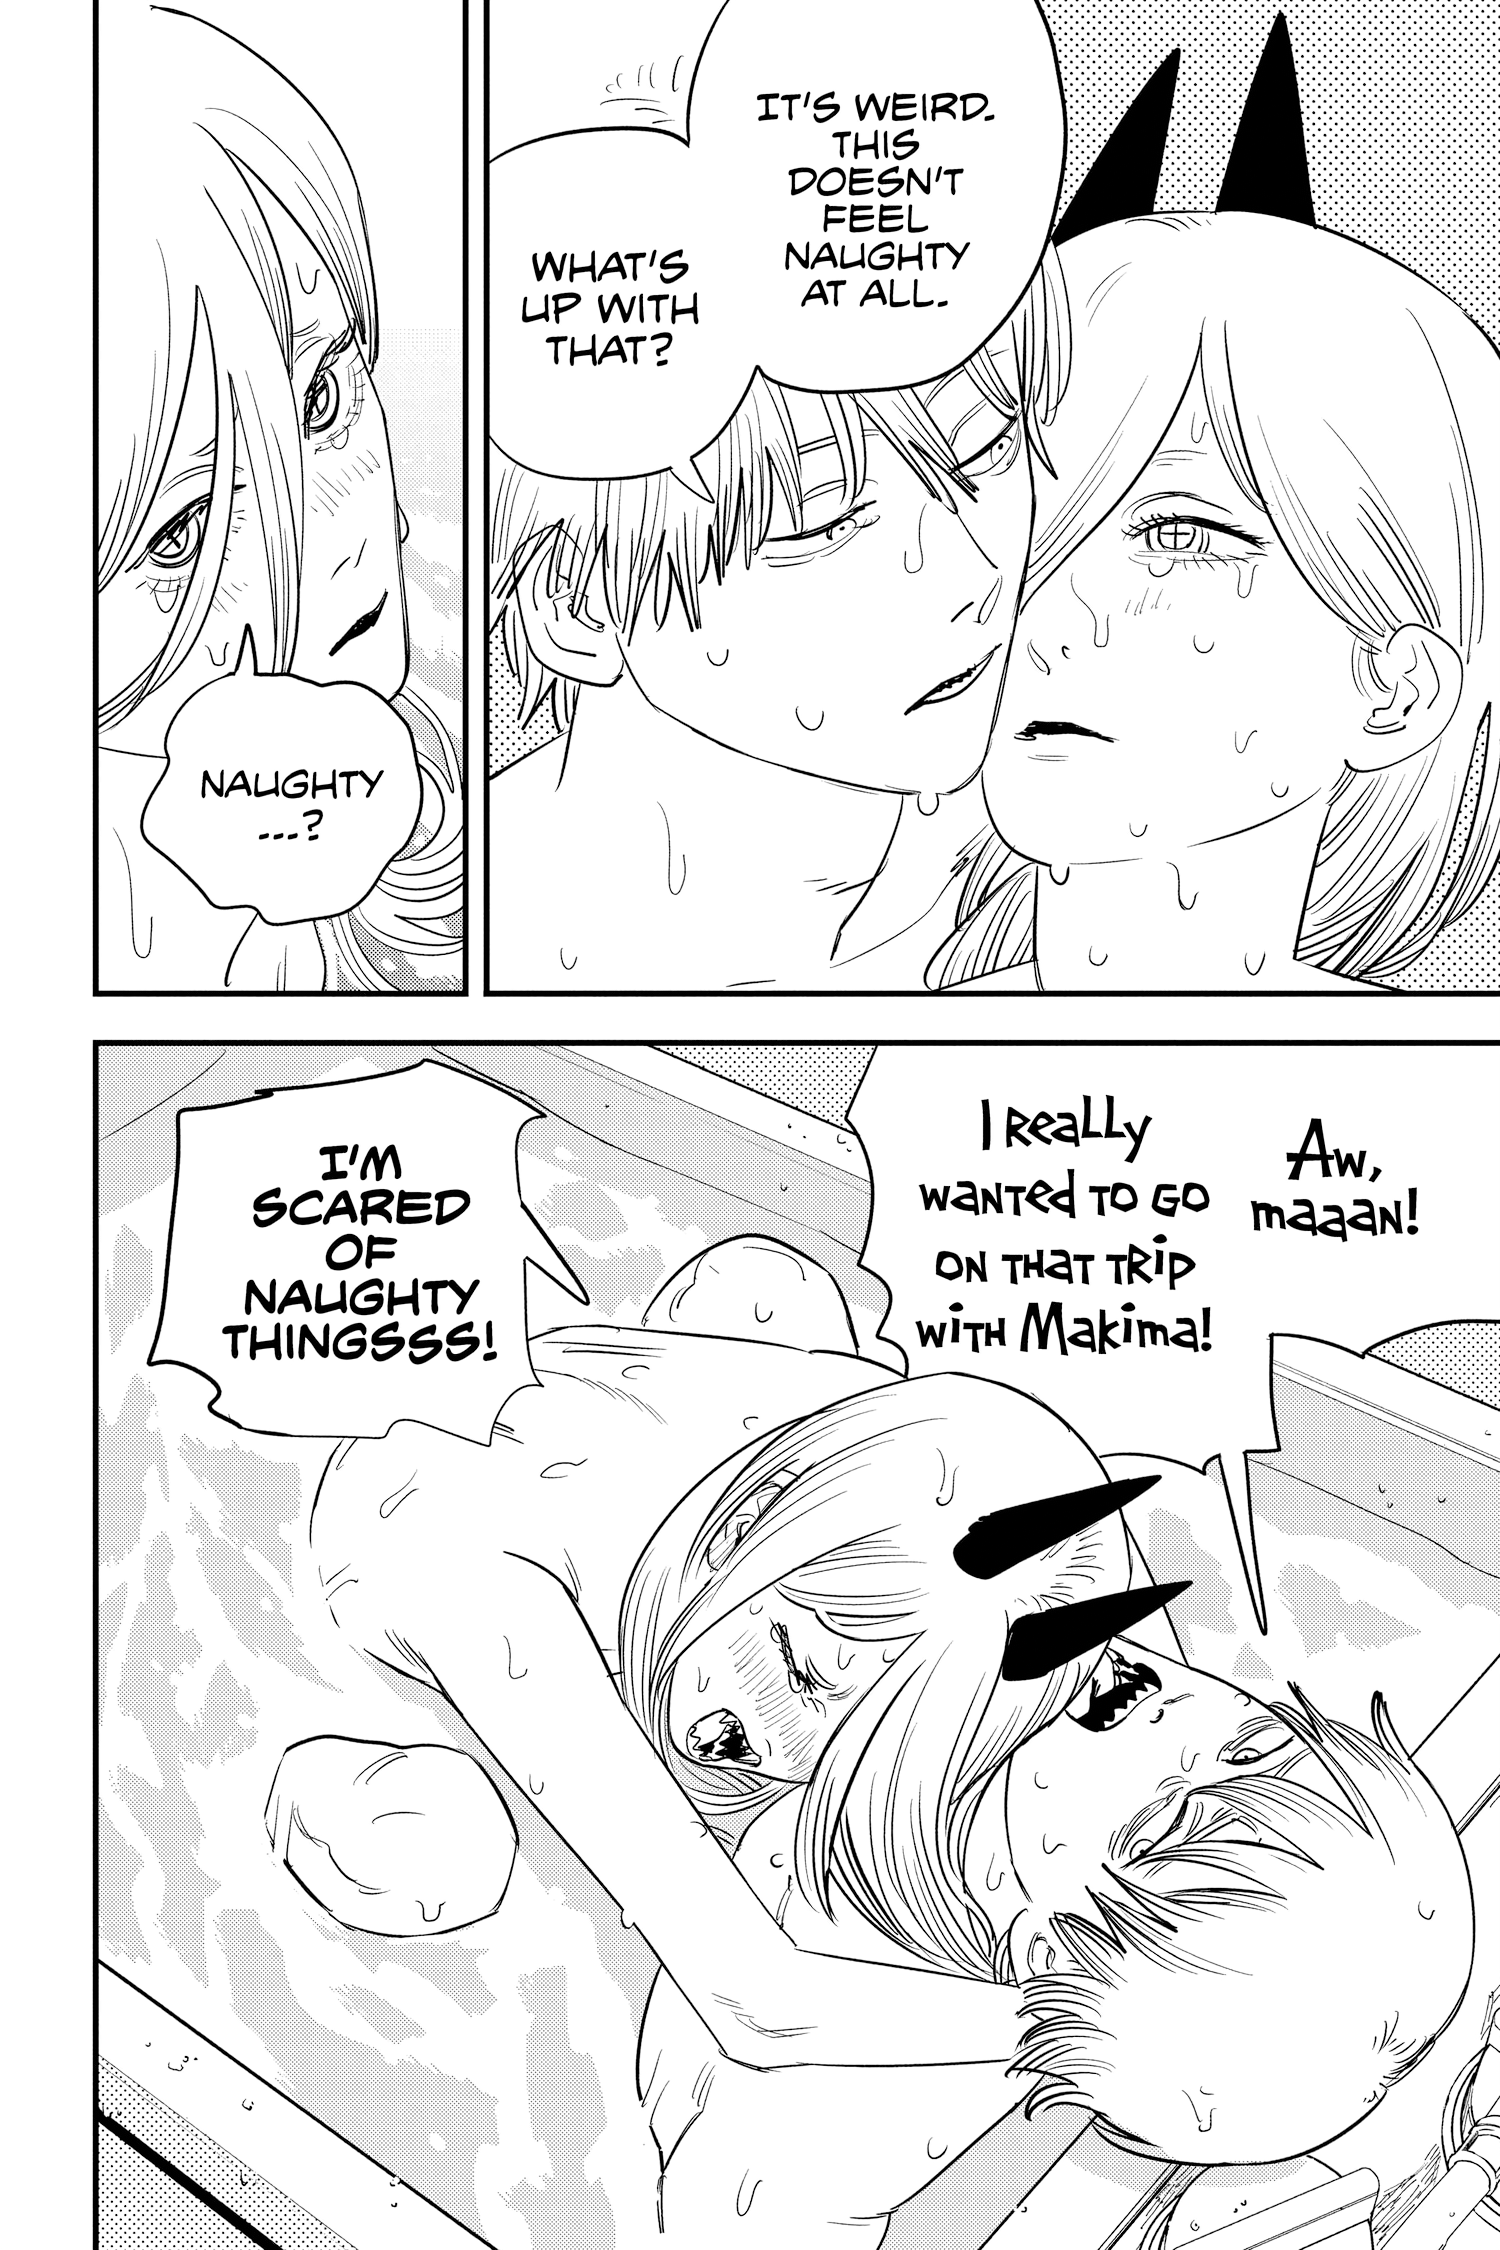 IT'S WEIRD.
THIS
DOESN'T
FEEL
NAUGHTY
AT ALL.
WHAT'S
UP WITH
THAT?
NAUGHTY
...?
AW,
MAAAN!
I REALLY
WANTED TO GO
ON THAT TRIP
WITH MAKIMA!
I'M
SCARED
OF
NAUGHTY
THINGSSS!